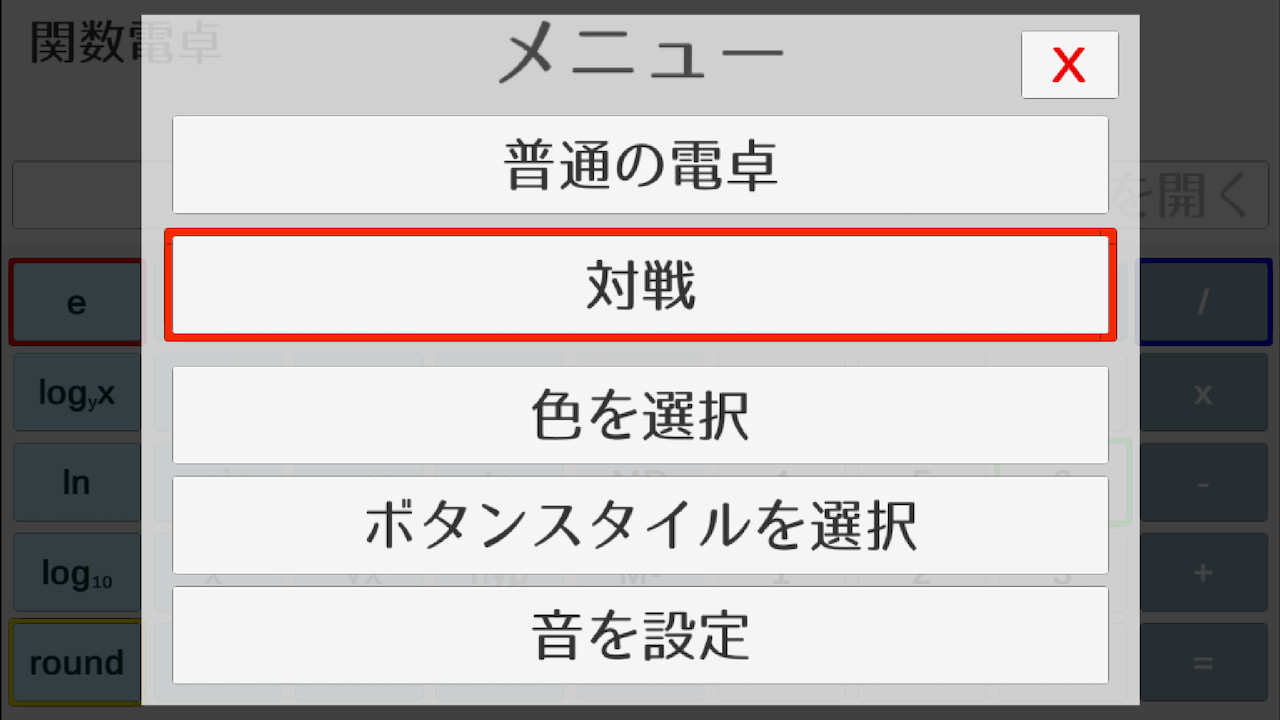 関数電卓
メニュー
X
普通の電卓
を開く
対戦
e
/
色を選択
log
y
x
x
ボタンスタイルを選択
ln
-
log
10
+
音を設定
round
=